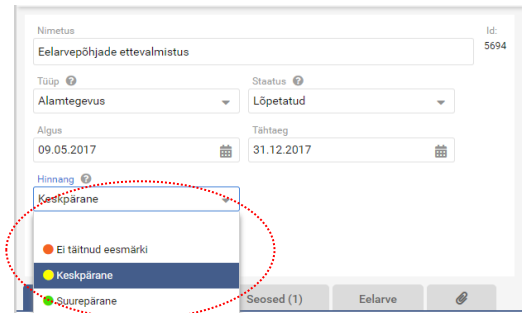 Nimetus
Id:
Eelarvepõhjade ettevalmistus
5694
Tüüp
Staatus
Alamtegevus
Lõpetatud
Algus
Tähtaeg
09.05.2017
31.12.2017
Hinnang
Keskpärane
Ei täitnud eesmärki
Keskpärane
Suurepärane
Seosed (1)
Eelarve